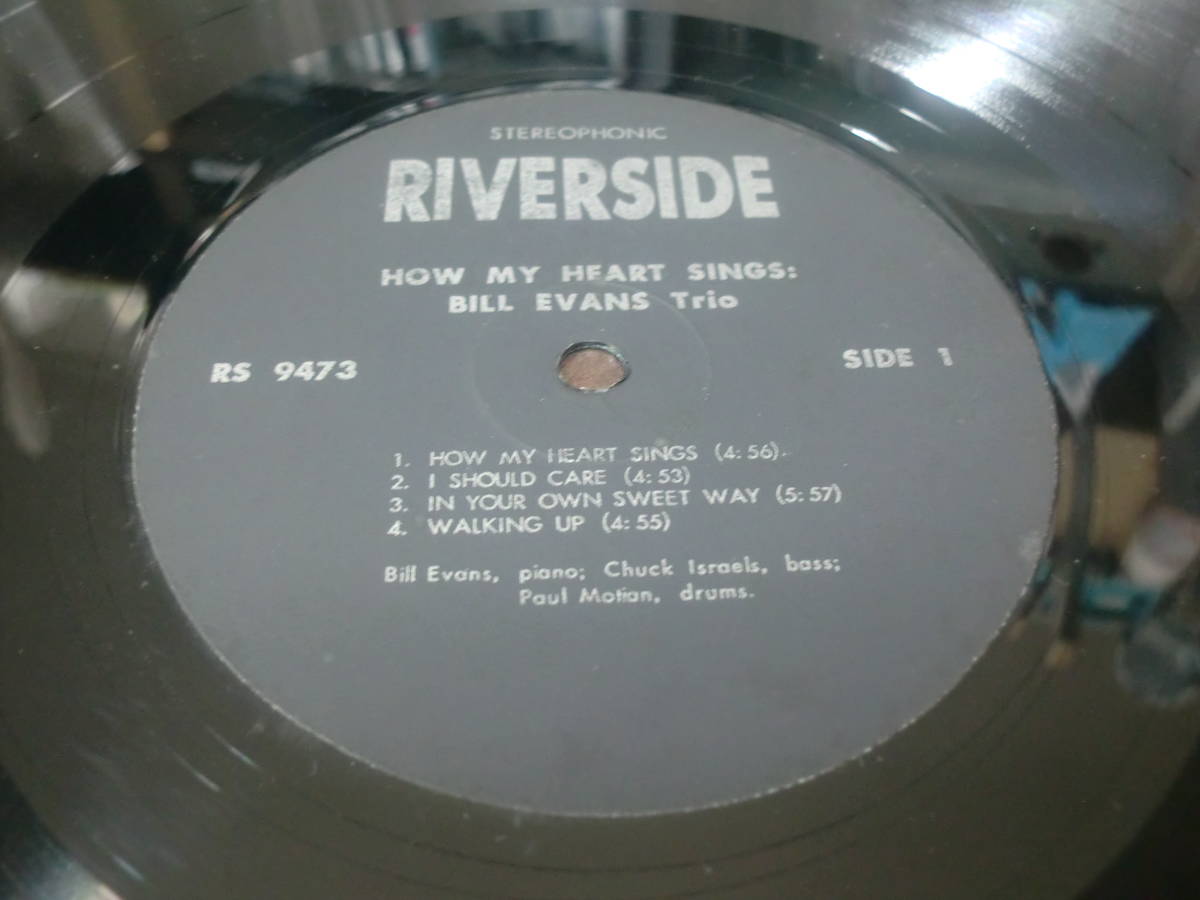 STEREOPHONIC
RIVERSIDE
HOW MY HEART SINGS:
BILL EVANS Trio
RS 9473
SIDE 1
1. HOW MY HEART SINGS (4:56)
2. I SHOULD CARE (4:53)
3. IN YOUR OWN SWEET WAY (5:57)
4. WALKING UP (4:55)
Bill Evans, piano; Chuck Israels, bass;
Paul Motian, drums.